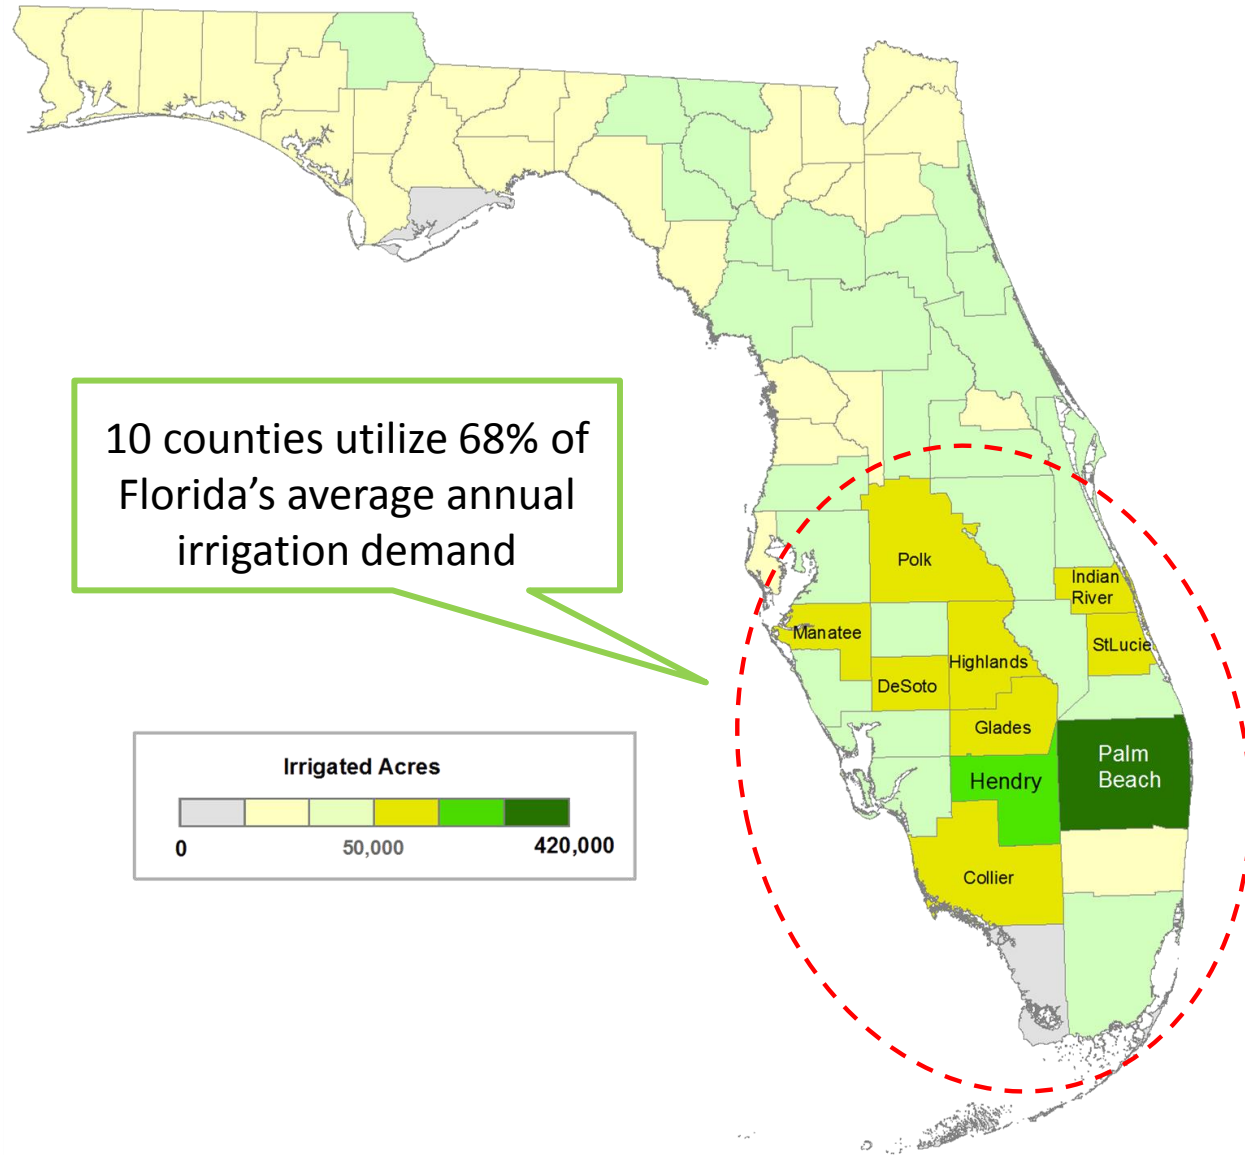 10 counties utilize 68% of
Florida’s average annual
irrigation demand
Polk
Indian
River
Manatee
StLucie
Highlands
DeSoto
Glades
Palm
Beach
Hendry
Collier
Irrigated Acres
0
50,000
420,000